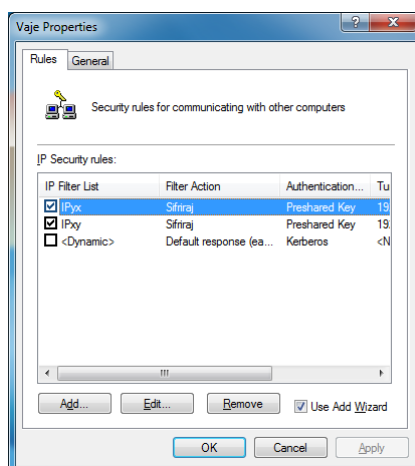 Vaje Properties
Rules General
Security rules for communicating with other computers
IP Security rules:
IP Filter List Filter Action Authentication... Tu
IPyx Sifriraj Preshared Key 19
IPxy Sifriraj Preshared Key 19
<Dynamic> Default response (ea... Kerberos <N
Add... Edit... Remove Use Add Wizard
OK Cancel Apply